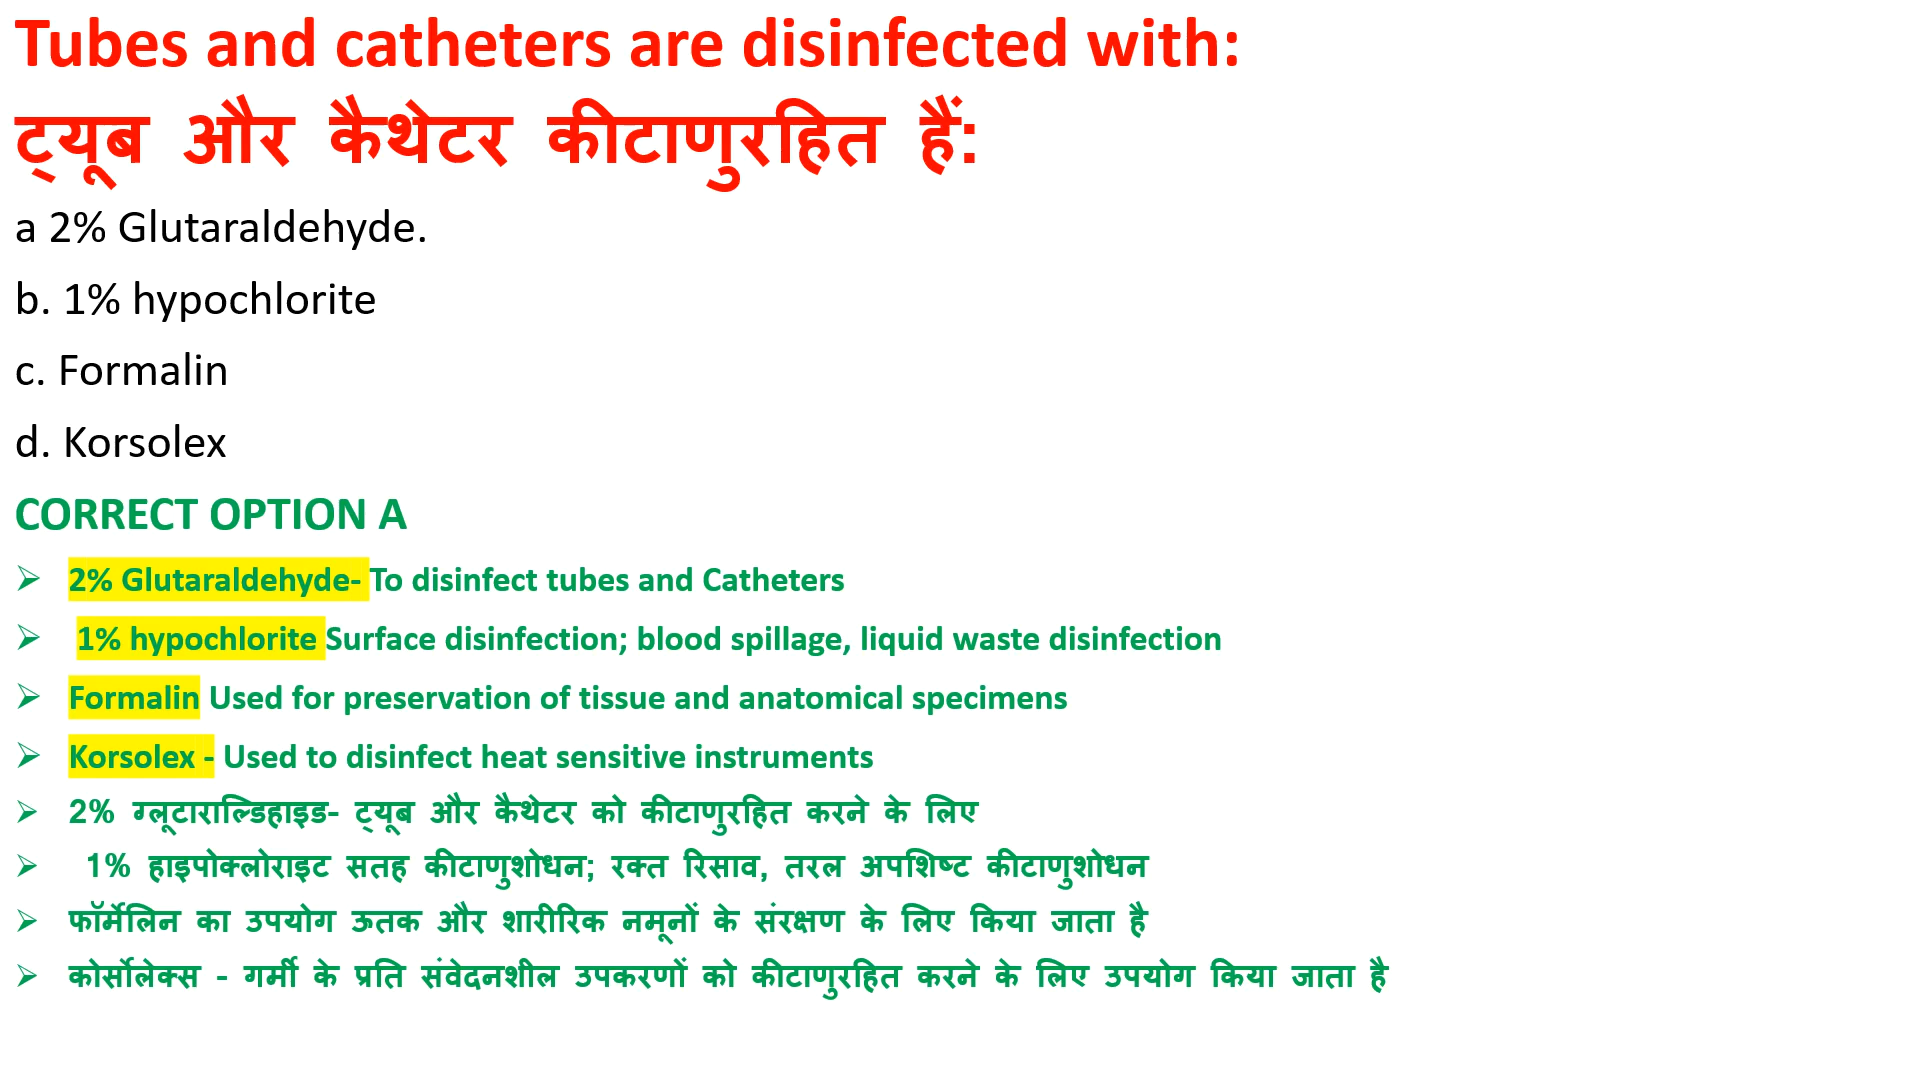 Tubes and catheters are disinfected with:
ट्यूब और कैथेटर कीटाणुरहित हैं:
a 2% Glutaraldehyde.
b. 1% hypochlorite
c. Formalin
d. Korsolex
CORRECT OPTION A
➢ 2% Glutaraldehyde- To disinfect tubes and Catheters
➢ 1% hypochlorite Surface disinfection; blood spillage, liquid waste disinfection
➢ Formalin Used for preservation of tissue and anatomical specimens
➢ Korsolex - Used to disinfect heat sensitive instruments
➢ 2% ग्लूटाराल्डिहाइड- ट्यूब और कैथेटर को कीटाणुरहित करने के लिए
➢ 1% हाइपोक्लोराइट सतह कीटाणुशोधन; रक्त रिसाव, तरल अपशिष्ट कीटाणुशोधन
➢ फॉर्मेलिन का उपयोग ऊतक और शारीरिक नमूनों के संरक्षण के लिए किया जाता है
➢ कोर्सोलेक्स - गर्मी के प्रति संवेदनशील उपकरणों को कीटाणुरहित करने के लिए उपयोग किया जाता है